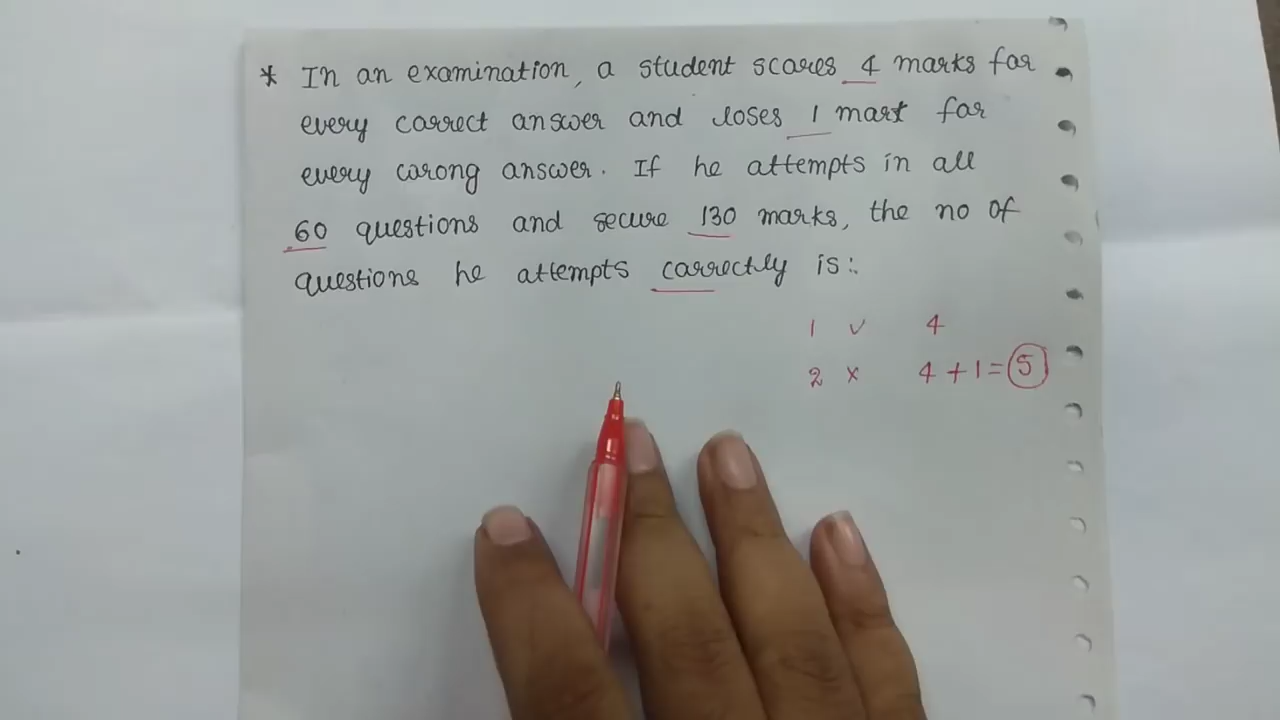 * In an examination, a student scores 4 marks for
every correct answer and loses 1 mark for
every wrong answer. If he attempts in all
60 questions and secure 130 marks, the no of
questions he attempts correctly is:
1 ✓ 4
2 × 4+1=5